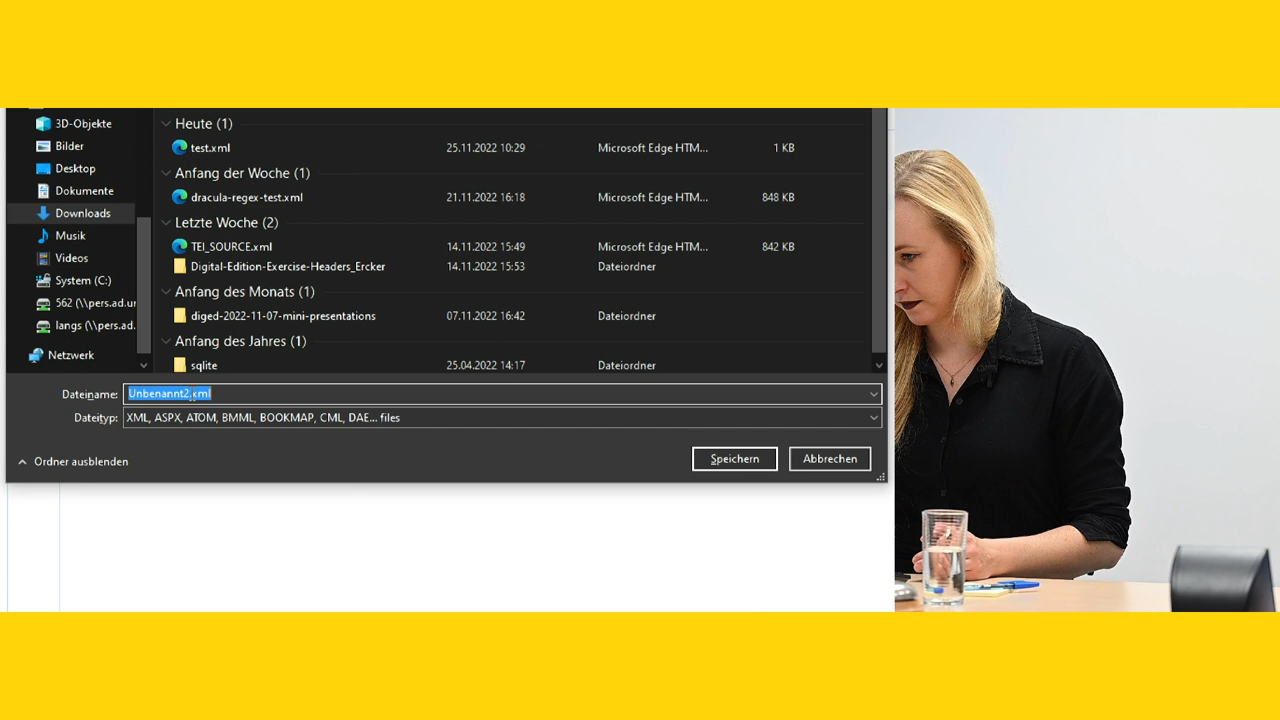 3D-Objekte
Bilder
Desktop
Dokumente
Downloads
Musik
Videos
System (C:)
562 (\\pers.ad.ur
langs (\\pers.ad.
Netzwerk
Heute (1)
test.xml 25.11.2022 10:29 Microsoft Edge HTM... 1 KB
Anfang der Woche (1)
dracula-regex-test.xml 21.11.2022 16:18 Microsoft Edge HTM... 848 KB
Letzte Woche (2)
TEI_SOURCE.xml 14.11.2022 15:49 Microsoft Edge HTM... 842 KB
Digital-Edition-Exercise-Headers_Ercker 14.11.2022 15:53 Dateiordner
Anfang des Monats (1)
diged-2022-11-07-mini-presentations 07.11.2022 16:42 Dateiordner
Anfang des Jahres (1)
sqlite 25.04.2022 14:17 Dateiordner
Dateiname: Unbenannt2.xml
Dateityp: XML, ASPX, ATOM, BMML, BOOKMAP, CML, DAE... files
Ordner ausblenden
Speichern
Abbrechen